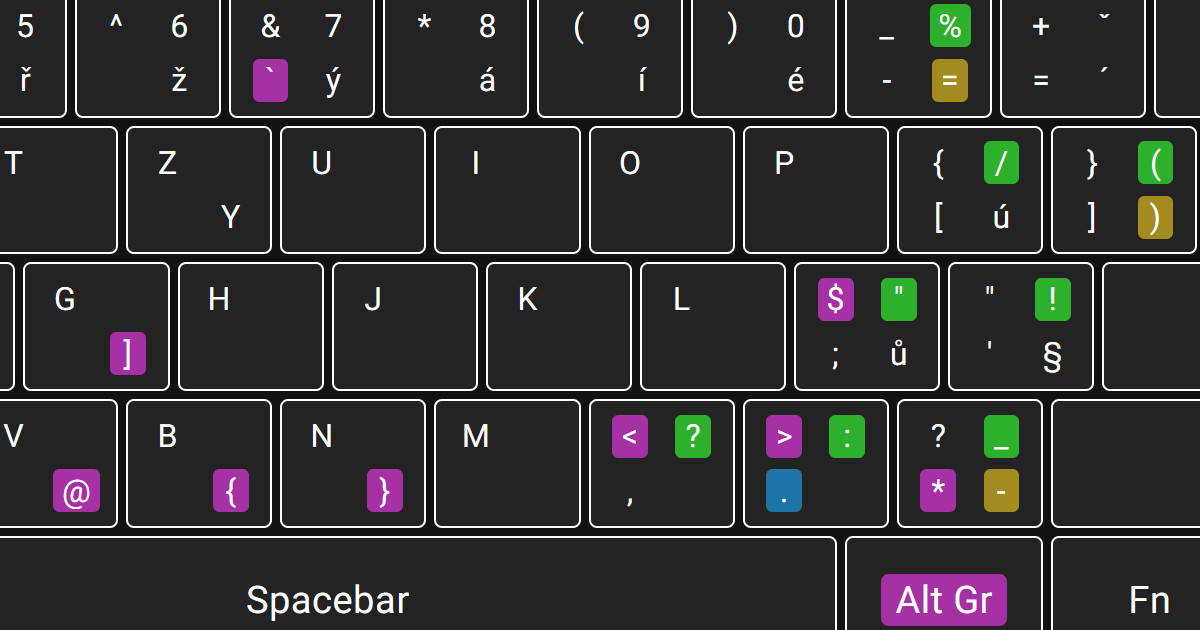 5 ^ 6 & 7 * 8 ( 9 ) 0 _ % + ˇ
ř ž ` ý á í é - = = ´
T Z U I O P { / } (
Y [ ú ] )
G H J K L $ " " !
] ; ů ' §
V B N M < ? > : ? _
@ { } , . * -
Spacebar Alt Gr Fn